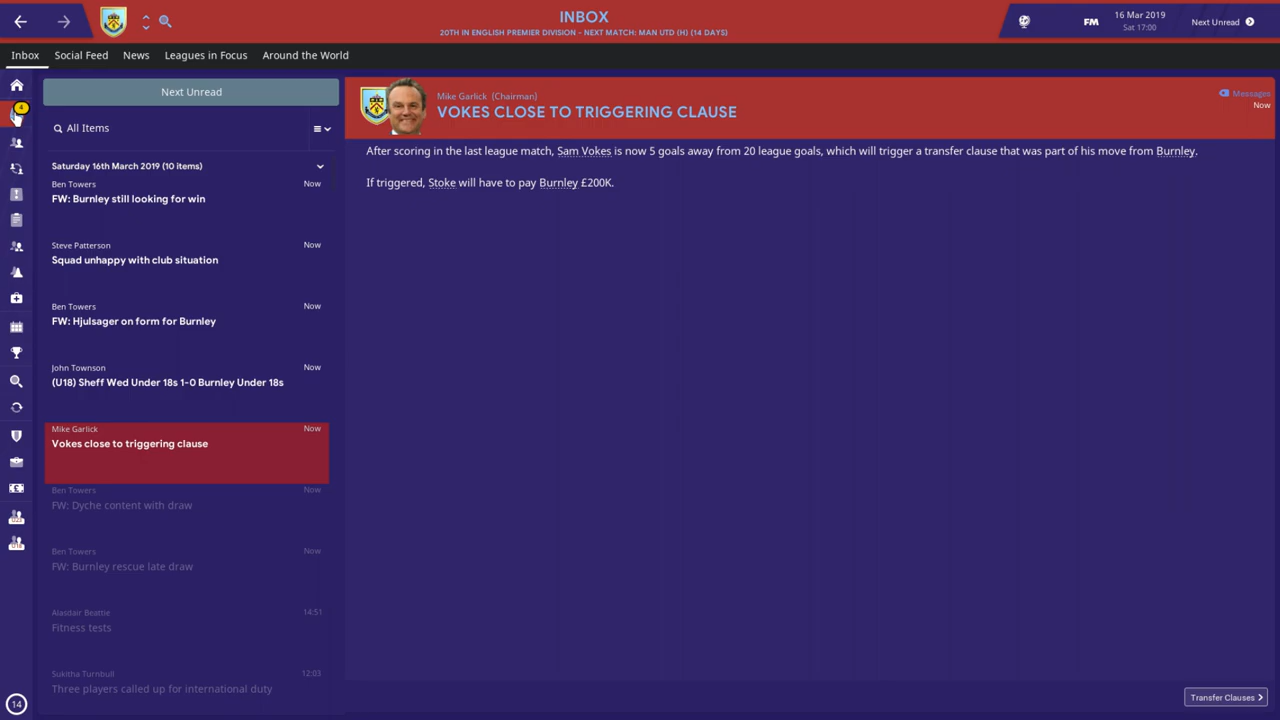 INBOX
20TH IN ENGLISH PREMIER DIVISION - NEXT MATCH: MAN UTD (H) (14 DAYS)
FM
16 Mar 2019
Sat 17:00
Next Unread
Inbox
Social Feed
News
Leagues in Focus
Around the World
4
Next Unread
All Items
Saturday 16th March 2019 (10 items)
Ben Towers Now
FW: Burnley still looking for win
Steve Patterson Now
Squad unhappy with club situation
Ben Towers Now
FW: Hjulsager on form for Burnley
John Townson Now
(U18) Sheff Wed Under 18s 1-0 Burnley Under 18s
Mike Garlick Now
Vokes close to triggering clause
Ben Towers Now
FW: Dyche content with draw
Ben Towers Now
FW: Burnley rescue late draw
Alasdair Beattie 14:51
Fitness tests
Sukitha Turnbull 12:03
Three players called up for international duty
U23
U18
14
Mike Garlick (Chairman)
VOKES CLOSE TO TRIGGERING CLAUSE
Messages
Now
After scoring in the last league match, Sam Vokes is now 5 goals away from 20 league goals, which will trigger a transfer clause that was part of his move from Burnley.
If triggered, Stoke will have to pay Burnley £200K.
Transfer Clauses